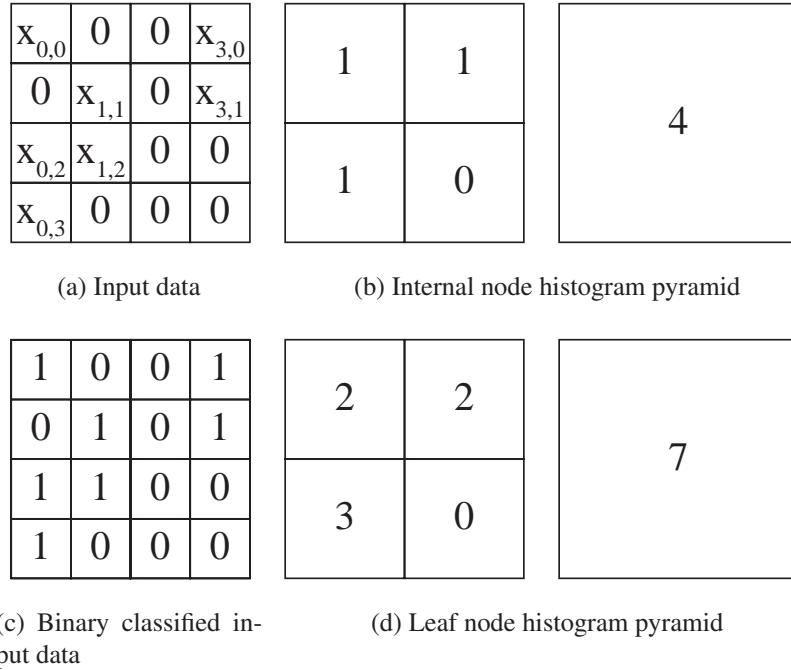 x0,0 0 0 x3,0
0 x1,1 0 x3,1
x0,2 x1,2 0 0
x0,3 0 0 0
1 1
1 0
4
(a) Input data
(b) Internal node histogram pyramid
1 0 0 1
0 1 0 1
1 1 0 0
1 0 0 0
2 2
3 0
7
(c) Binary classified in-
put data
(d) Leaf node histogram pyramid